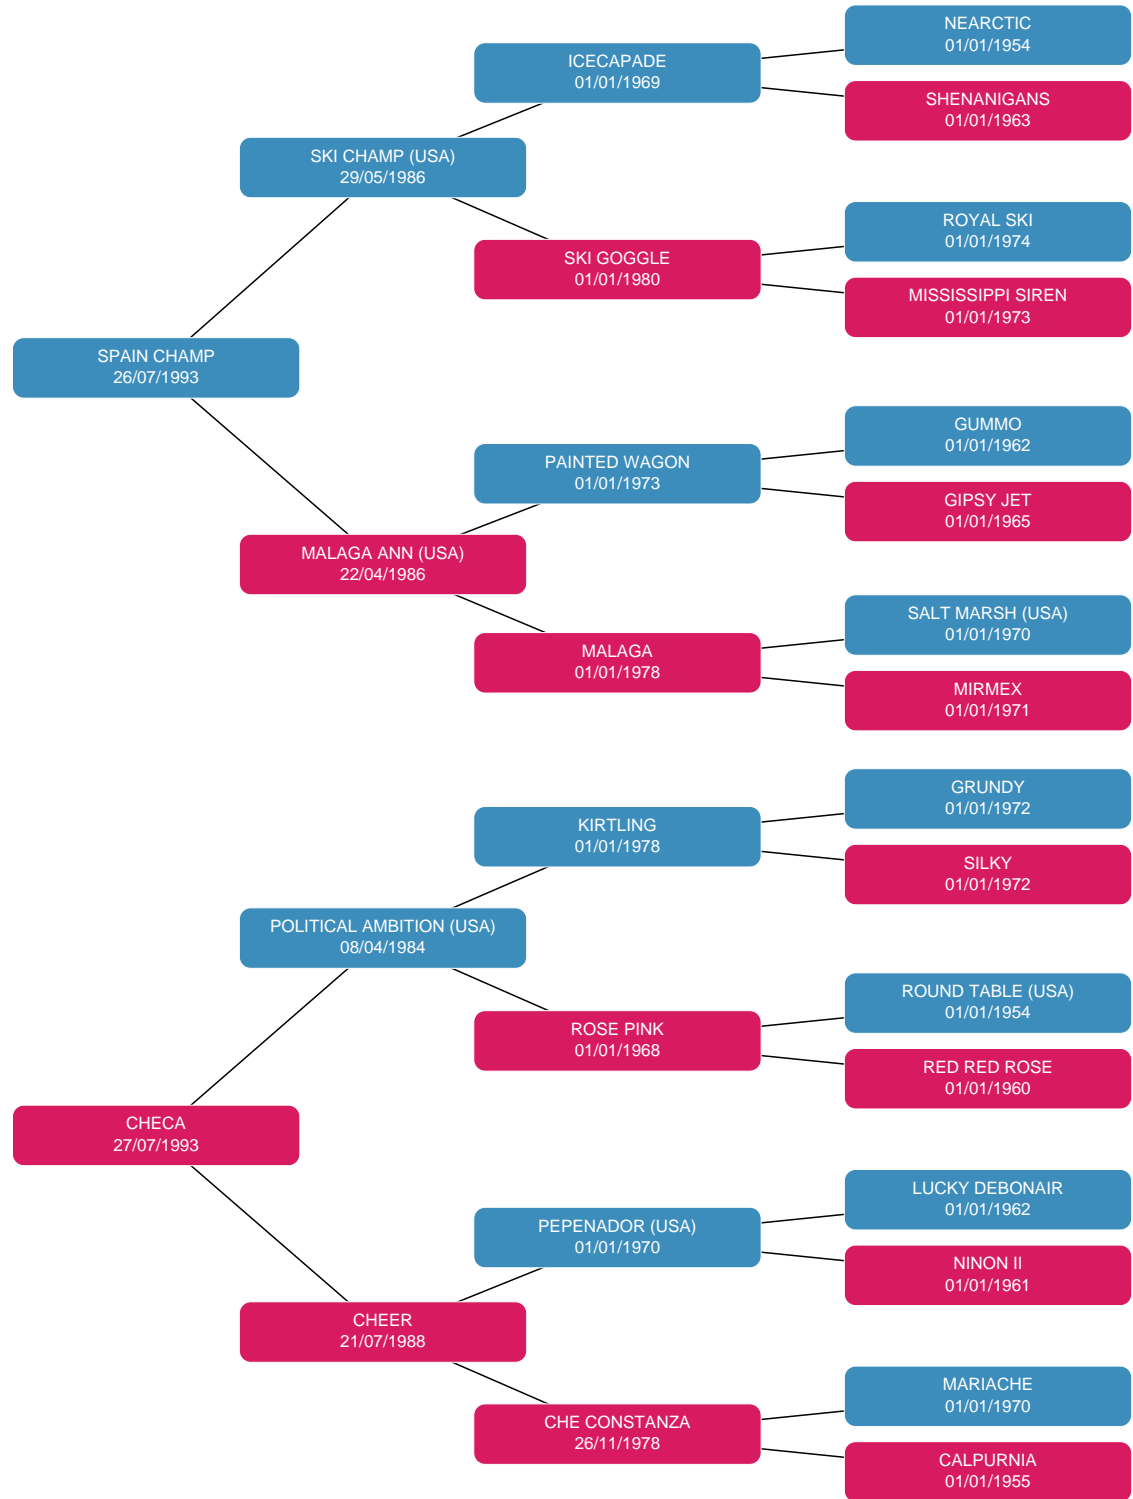 NEARCTIC
01/01/1954
ICECAPADE
01/01/1969
SHENANIGANS
01/01/1963
SKI CHAMP (USA)
29/05/1986
ROYAL SKI
01/01/1974
SKI GOGGLE
01/01/1980
MISSISSIPPI SIREN
01/01/1973
SPAIN CHAMP
26/07/1993
GUMMO
01/01/1962
PAINTED WAGON
01/01/1973
GIPSY JET
01/01/1965
MALAGA ANN (USA)
22/04/1986
SALT MARSH (USA)
01/01/1970
MALAGA
01/01/1978
MIRMEX
01/01/1971
GRUNDY
01/01/1972
KIRTLING
01/01/1978
SILKY
01/01/1972
POLITICAL AMBITION (USA)
08/04/1984
ROUND TABLE (USA)
01/01/1954
ROSE PINK
01/01/1968
RED RED ROSE
01/01/1960
CHECA
27/07/1993
LUCKY DEBONAIR
01/01/1962
PEPENADOR (USA)
01/01/1970
NINON II
01/01/1961
CHEER
21/07/1988
MARIACHE
01/01/1970
CHE CONSTANZA
26/11/1978
CALPURNIA
01/01/1955